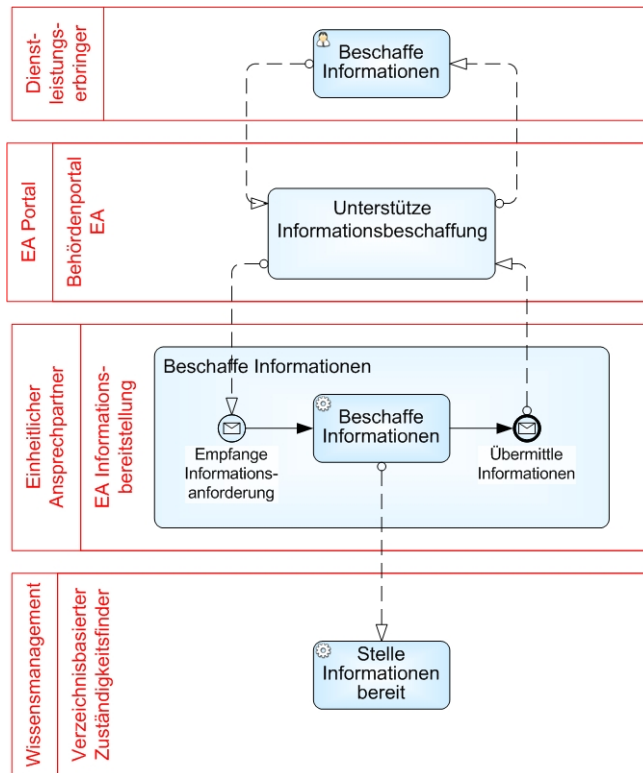 Dienst-
leistungs-
erbringer
Beschaffe
Informationen
EA Portal
Behördenportal
EA
Unterstütze
Informationsbeschaffung
Einheitlicher
Ansprechpartner
EA Informations-
bereitstellung
Beschaffe Informationen
Empfange
Informations-
anforderung
Beschaffe
Informationen
Übermittle
Informationen
Wissensmanagement
Verzeichnisbasierter
Zuständigkeitsfinder
Stelle
Informationen
bereit